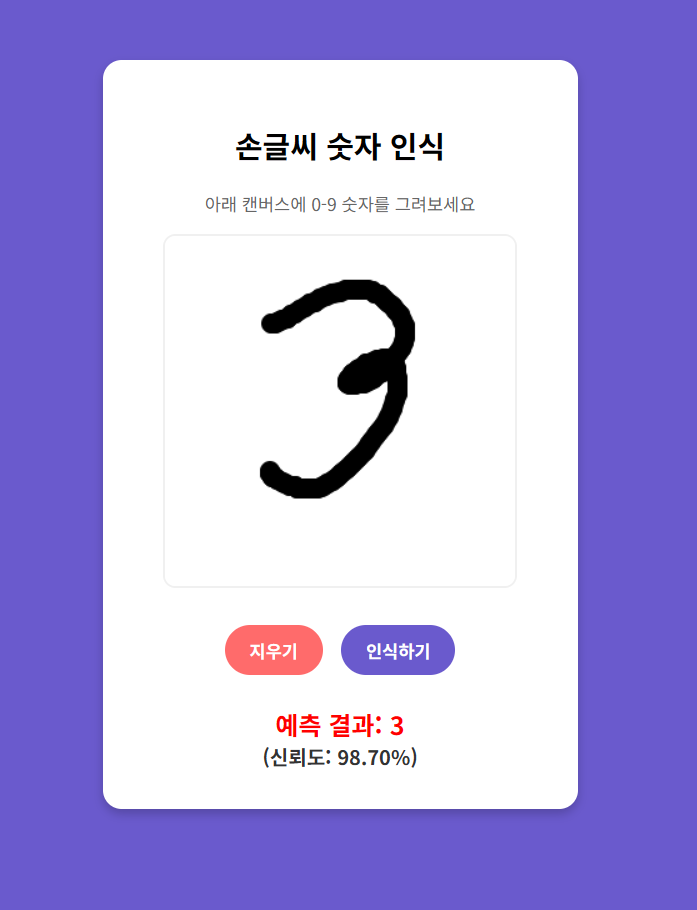 손글씨 숫자 인식
아래 캔버스에 0-9 숫자를 그려보세요
3
지우기 인식하기
예측 결과: 3
(신뢰도: 98.70%)